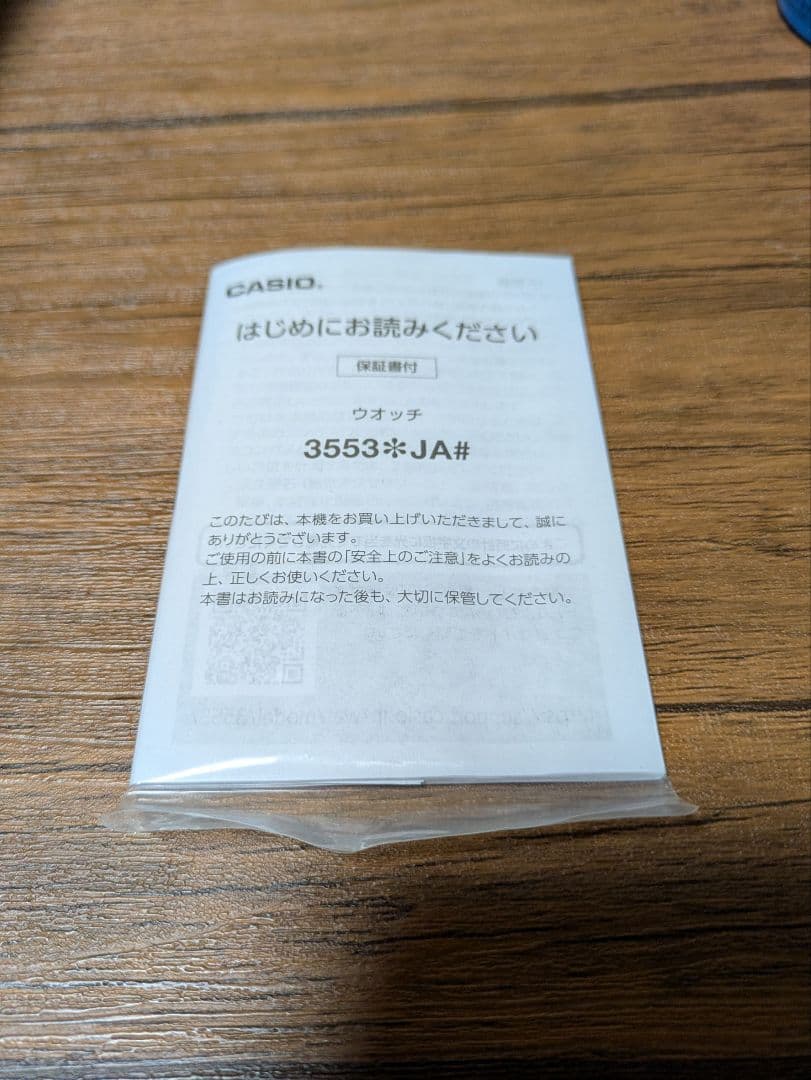 CASIO.
はじめにお読みください
保証書付
ウオッチ
3553✼JA#
このたびは、本機をお買い上げいただきまして、誠に
ありがとうございます。
ご使用の前に本書の「安全上のご注意」をよくお読みの
上、正しくお使いください。
本書はお読みになった後も、大切に保管してください。